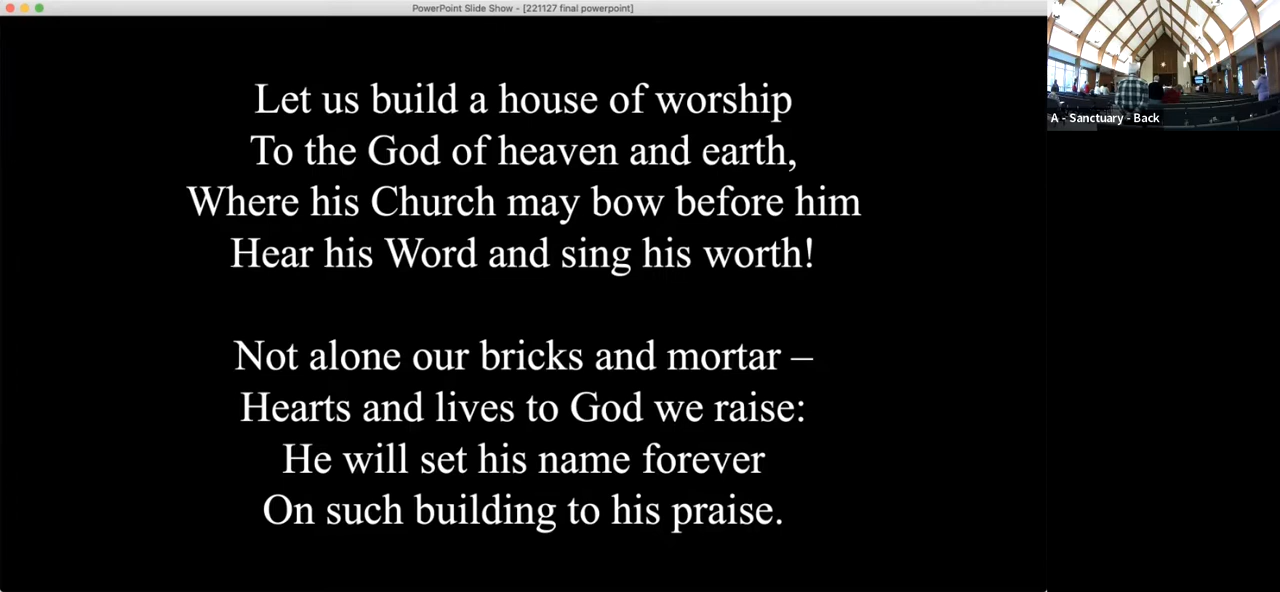 PowerPoint Slide Show - [221127 final powerpoint]
Let us build a house of worship
To the God of heaven and earth,
Where his Church may bow before him
Hear his Word and sing his worth!
Not alone our bricks and mortar –
Hearts and lives to God we raise:
He will set his name forever
On such building to his praise.
A - Sanctuary - Back